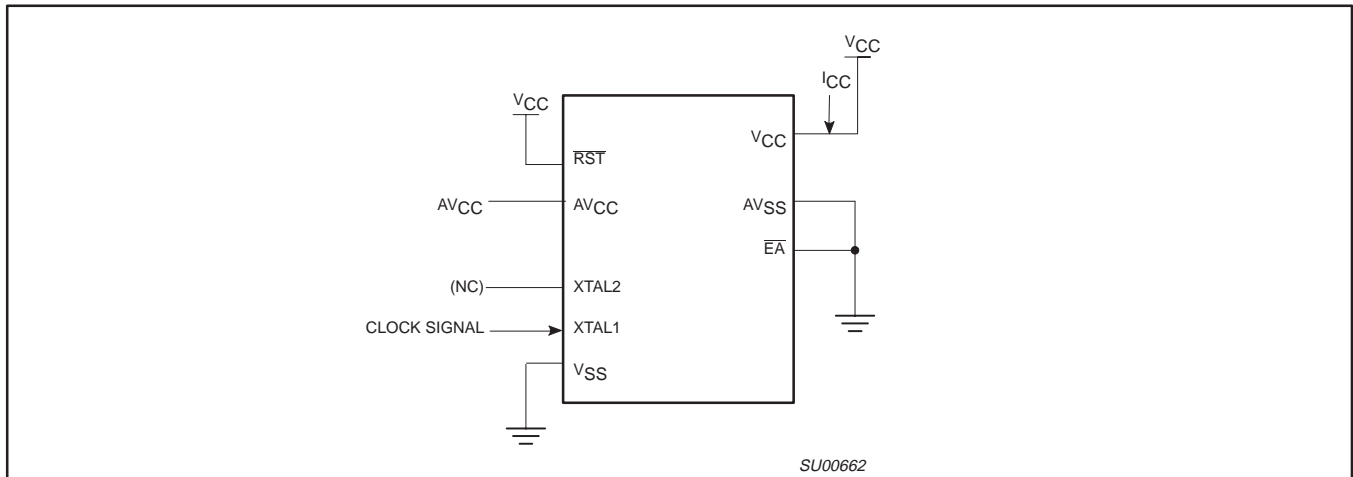 VCC
ICC
VCC
VCC
RST
AVCC
AVCC
AVSS
EA
(NC)
XTAL2
CLOCK SIGNAL
XTAL1
VSS
SU00662